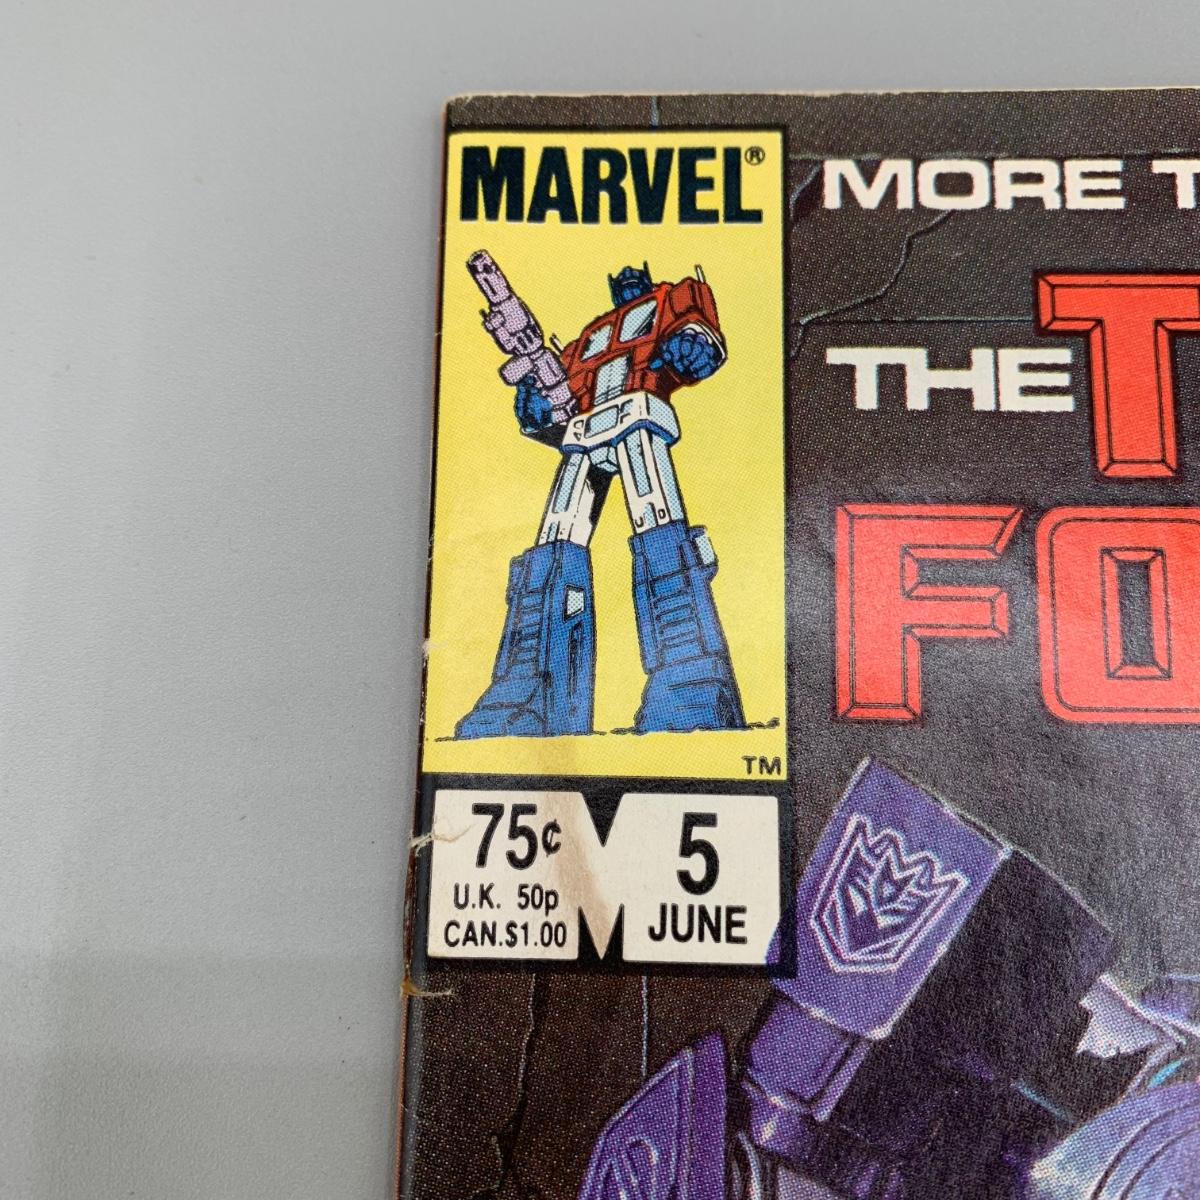 MARVEL®
MORE T
THE T
FO
TM
75¢
U.K. 50p
CAN.$1.00
5
JUNE